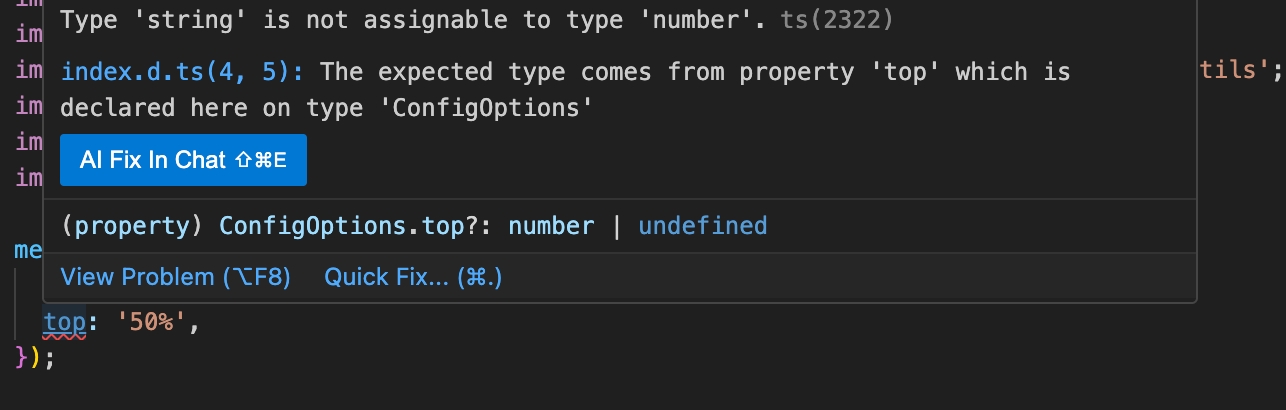 im
Type 'string' is not assignable to type 'number'. ts(2322)
im
im index.d.ts(4, 5): The expected type comes from property 'top' which is tils';
im declared here on type 'ConfigOptions'
im AI Fix In Chat ⇧⌘E
im
(property) ConfigOptions.top?: number | undefined
me
View Problem (⌥F8) Quick Fix... (⌘.)
top: '50%',
});